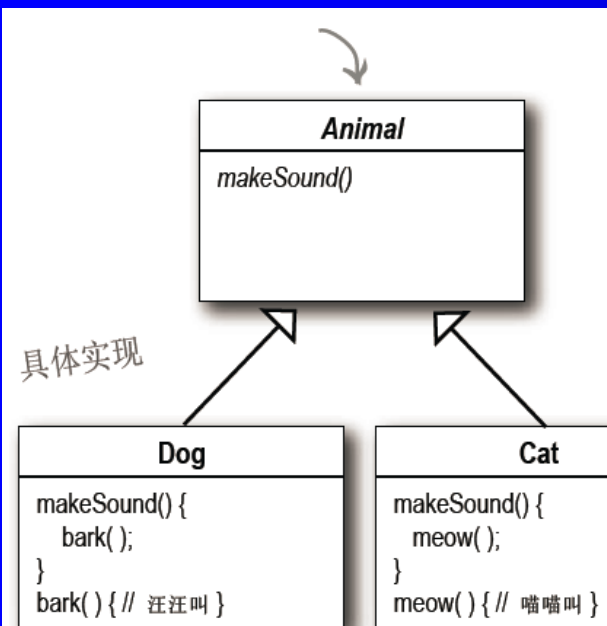 Animal
makeSound()
具体实现
Dog
makeSound() {
bark( );
}
bark( ) { // 汪汪叫 }
Cat
makeSound() {
meow( );
}
meow( ) { // 喵喵叫 }